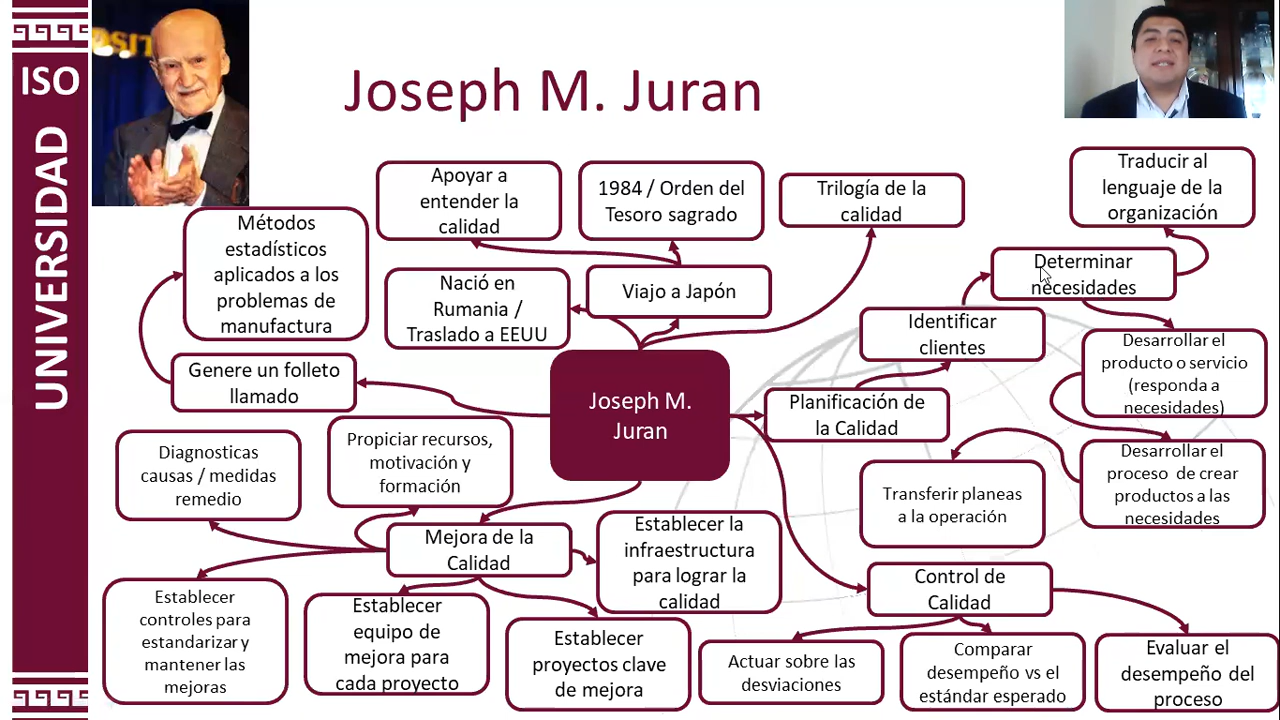 ISO
UNIVERSIDAD
SIT
Joseph M. Juran
Apoyar a
entender la
calidad
1984 / Orden del
Tesoro sagrado
Trilogía de la
calidad
Traducir al
lenguaje de la
organización
Métodos
estadísticos
aplicados a los
problemas de
manufactura
Nació en
Rumania /
Traslado a EEUU
Viajo a Japón
Determinar
necesidades
Identificar
clientes
Desarrollar el
producto o servicio
(responda a
necesidades)
Genere un folleto
llamado
Joseph M.
Juran
Planificación de
la Calidad
Diagnosticas
causas / medidas
remedio
Propiciar recursos,
motivación y
formación
Transferir planeas
a la operación
Desarrollar el
proceso de crear
productos a las
necesidades
Mejora de la
Calidad
Establecer la
infraestructura
para lograr la
calidad
Control de
Calidad
Establecer
controles para
estandarizar y
mantener las
mejoras
Establecer
equipo de
mejora para
cada proyecto
Establecer
proyectos clave
de mejora
Actuar sobre las
desviaciones
Comparar
desempeño vs el
estándar esperado
Evaluar el
desempeño del
proceso